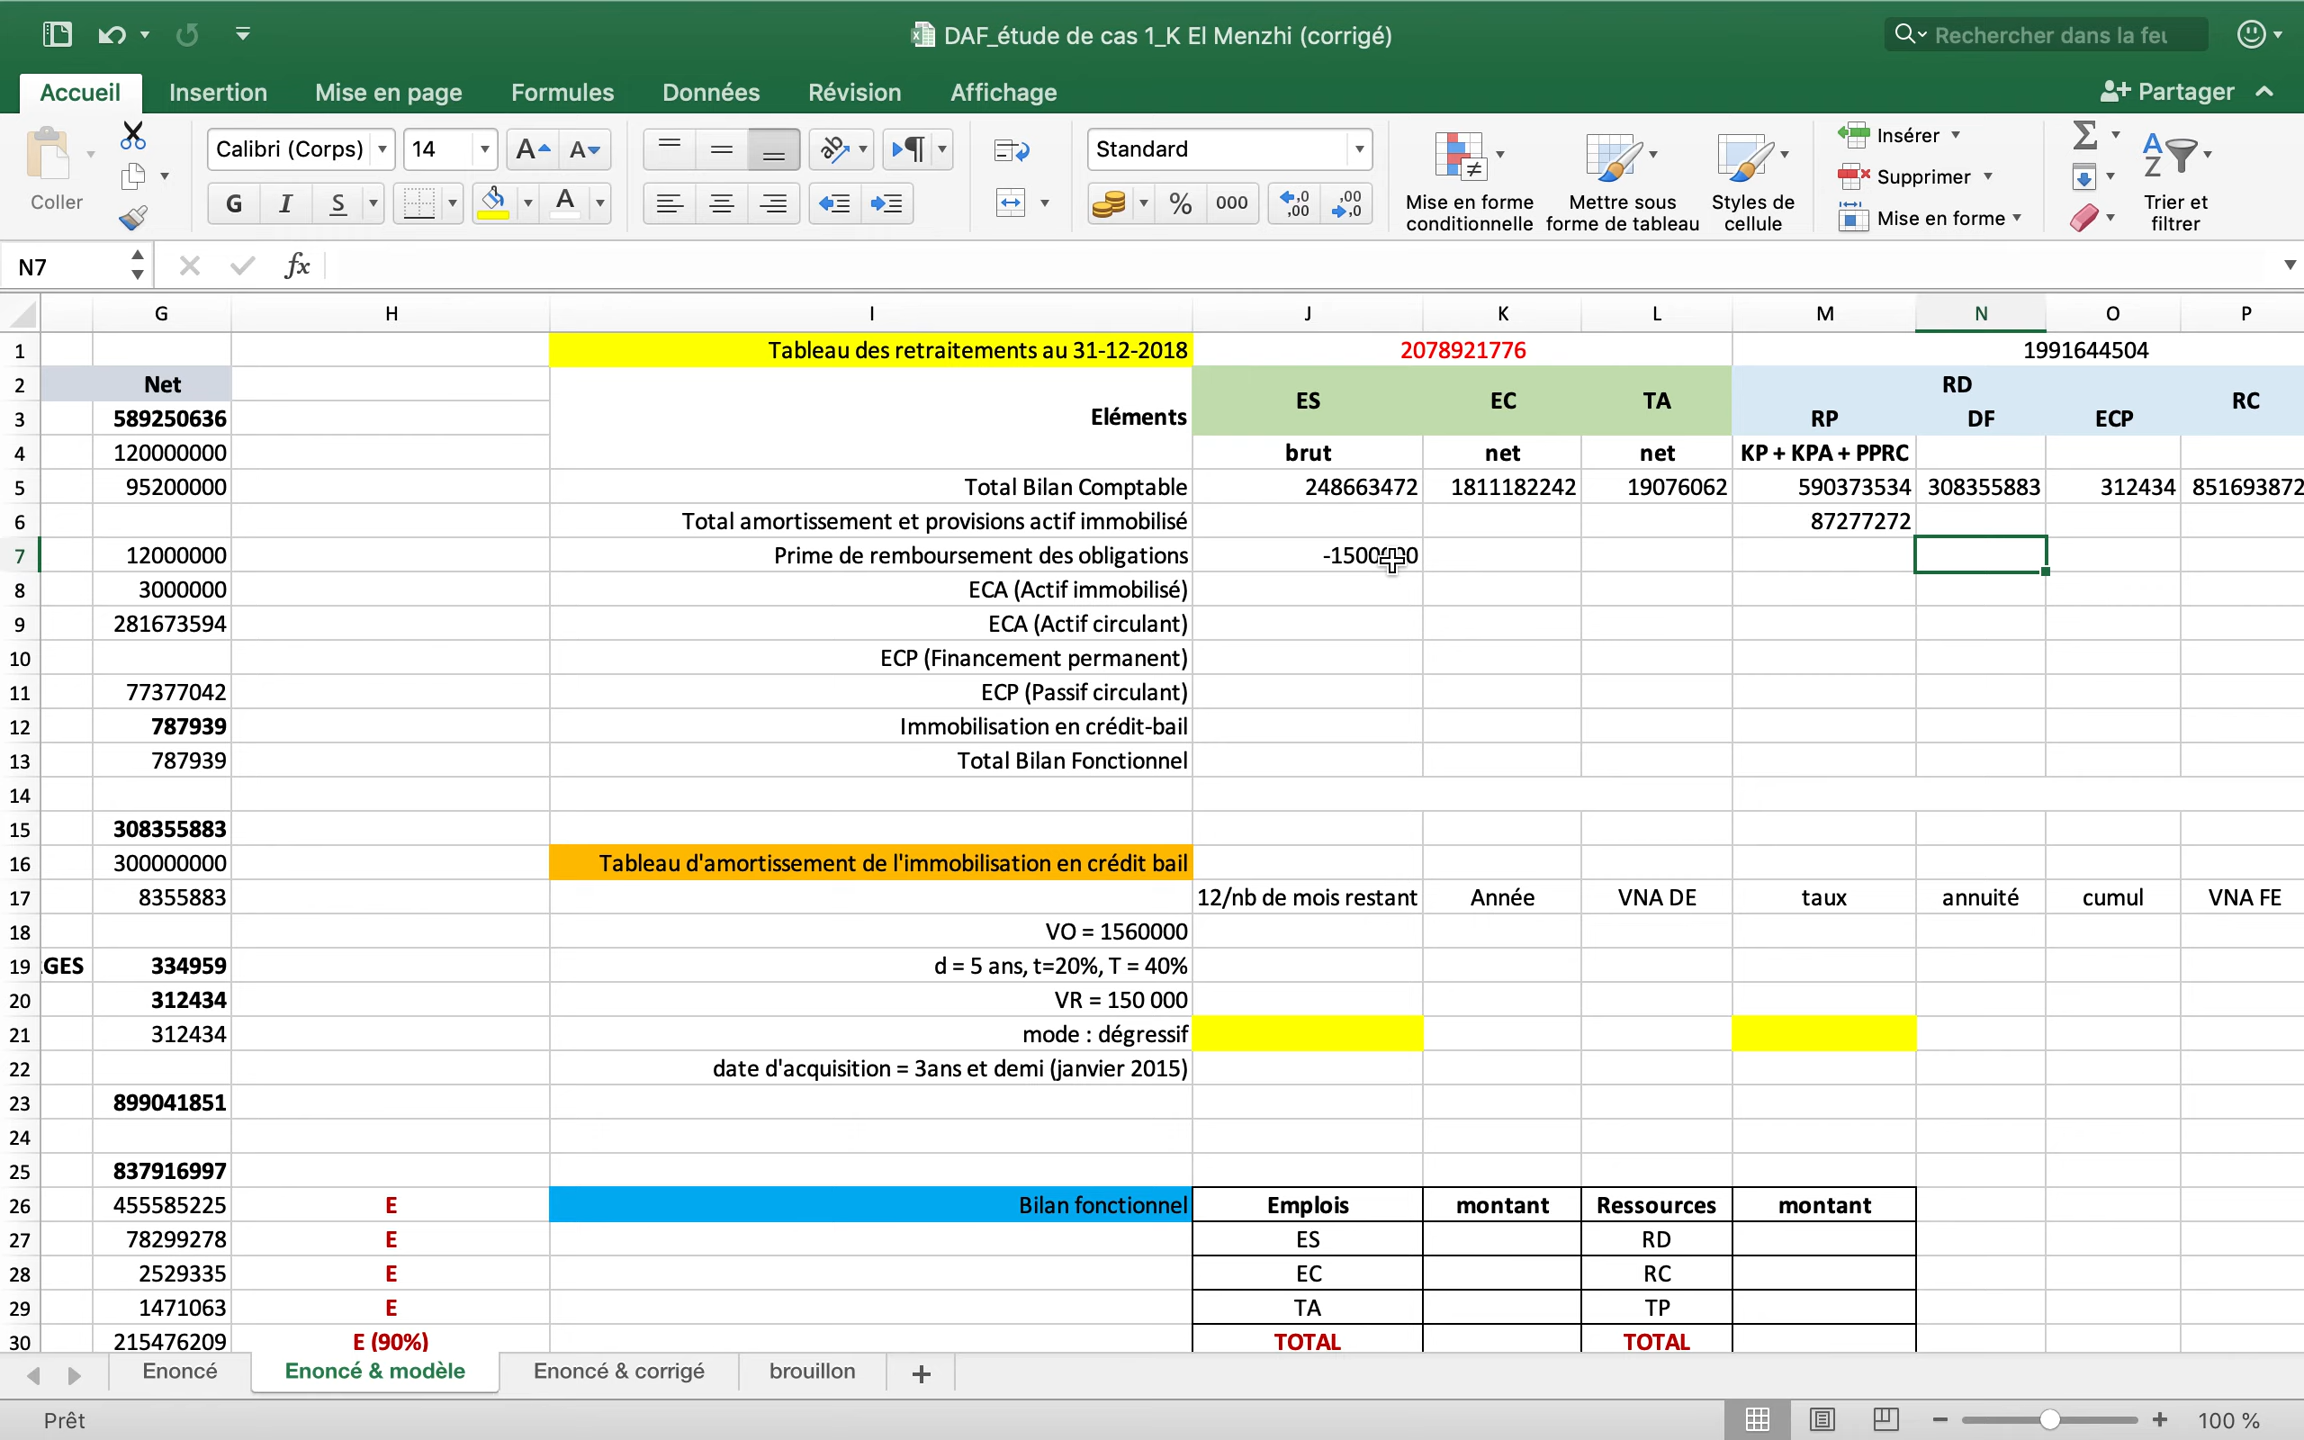 DAF_étude de cas 1_K El Menzhi (corrigé)
Rechercher dans la feu
Accueil Insertion Mise en page Formules Données Révision Affichage Partager
Coller
Calibri (Corps) 14
G I S
Standard
% 000
Mise en forme conditionnelle
Mettre sous forme de tableau
Styles de cellule
Insérer
Supprimer
Mise en forme
Trier et filtrer
N7 fx
G H I J K L M N O P
1 Tableau des retraitements au 31-12-2018 2078921776 1991644504
2 Net ES EC TA RD RC
3 589250636 Eléments RP DF ECP
4 120000000 brut net net KP + KPA + PPRC
5 95200000 Total Bilan Comptable 248663472 1811182242 19076062 590373534 308355883 312434 851693872
6 Total amortissement et provisions actif immobilisé 87277272
7 12000000 Prime de remboursement des obligations -1500000
8 3000000 ECA (Actif immobilisé)
9 281673594 ECA (Actif circulant)
10 ECP (Financement permanent)
11 77377042 ECP (Passif circulant)
12 787939 Immobilisation en crédit-bail
13 787939 Total Bilan Fonctionnel
14
15 308355883
16 300000000 Tableau d'amortissement de l'immobilisation en crédit bail
17 8355883 12/nb de mois restant Année VNA DE taux annuité cumul VNA FE
18 VO = 1560000
19 GES 334959 d = 5 ans, t=20%, T = 40%
20 312434 VR = 150 000
21 312434 mode : dégressif
22 date d'acquisition = 3ans et demi (janvier 2015)
23 899041851
24
25 837916997
26 455585225 E Bilan fonctionnel Emplois montant Ressources montant
27 78299278 E ES RD
28 2529335 E EC RC
29 1471063 E TA TP
30 215476209 E (90%) TOTAL TOTAL
Enoncé Enoncé & modèle Enoncé & corrigé brouillon
Prêt 100 %